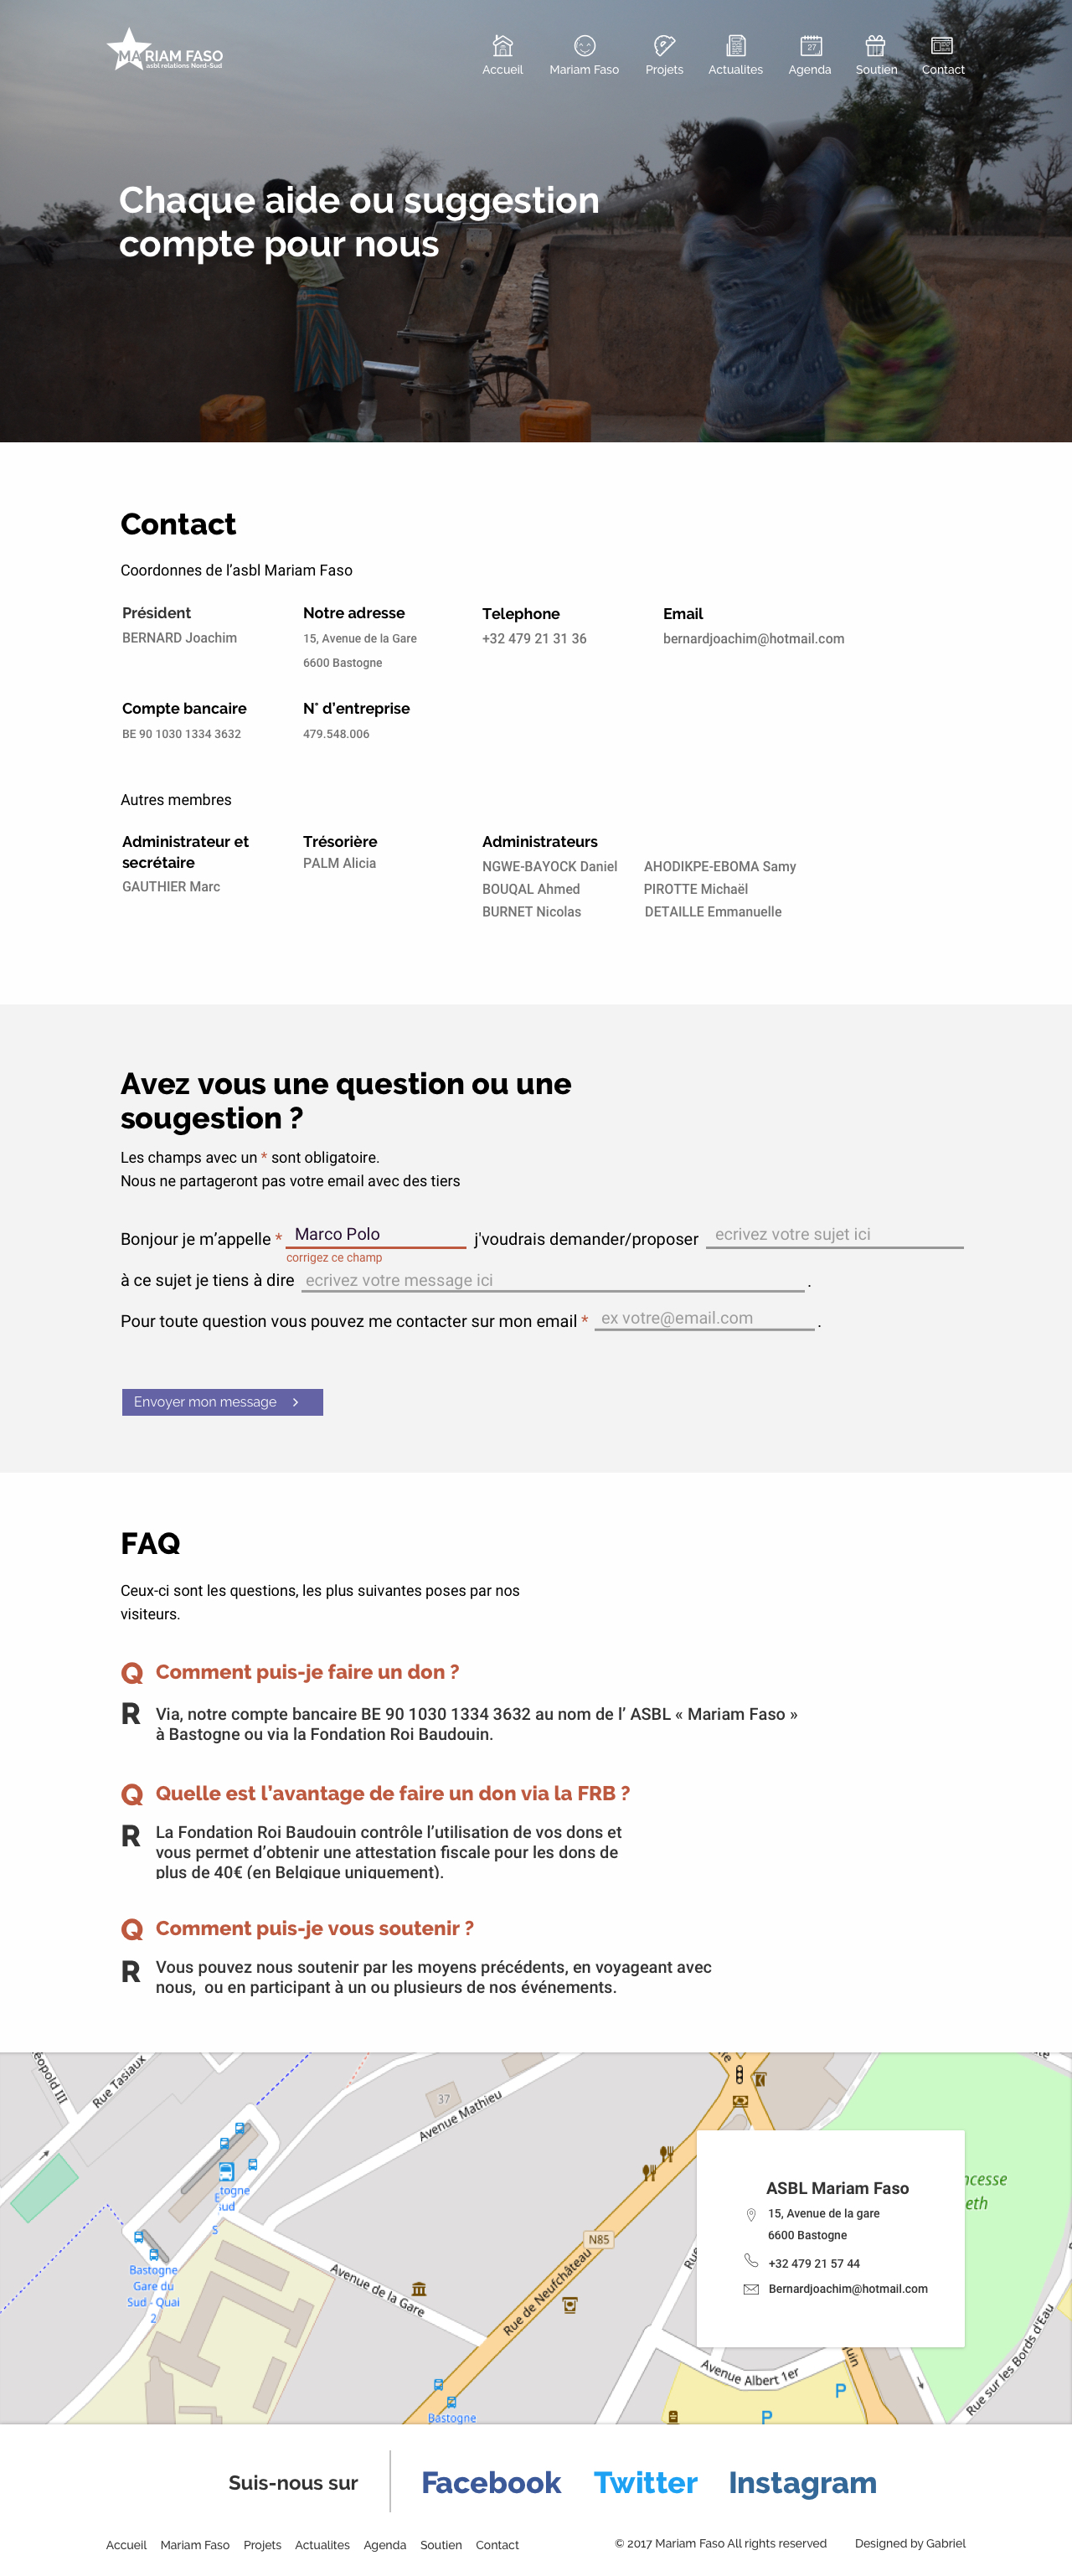 MARIAM FASO
asbl relations Nord-Sud
Accueil
Mariam Faso
Projets
Actualites
27
Agenda
Soutien
Contact
Chaque aide ou suggestion
compte pour nous
Contact
Coordonnes de l’asbl Mariam Faso
Président
BERNARD Joachim
Notre adresse
15, Avenue de la Gare
6600 Bastogne
Telephone
+32 479 21 31 36
Email
bernardjoachim@hotmail.com
Compte bancaire
BE 90 1030 1334 3632
N° d’entreprise
479.548.006
Autres membres
Administrateur et
secrétaire
GAUTHIER Marc
Trésorière
PALM Alicia
Administrateurs
NGWE-BAYOCK Daniel AHODIKPE-EBOMA Samy
BOUQAL Ahmed PIROTTE Michaël
BURNET Nicolas DETAILLE Emmanuelle
Avez vous une question ou une
sougestion ?
Les champs avec un * sont obligatoire.
Nous ne partageront pas votre email avec des tiers
Bonjour je m’appelle * Marco Polo j'voudrais demander/proposer ecrivez votre sujet ici
corrigez ce champ
à ce sujet je tiens à dire ecrivez votre message ici .
Pour toute question vous pouvez me contacter sur mon email * ex votre@email.com .
Envoyer mon message >
FAQ
Ceux-ci sont les questions, les plus suivantes poses par nos
visiteurs.
Q Comment puis-je faire un don ?
R Via, notre compte bancaire BE 90 1030 1334 3632 au nom de l’ ASBL « Mariam Faso »
à Bastogne ou via la Fondation Roi Baudouin.
Q Quelle est l’avantage de faire un don via la FRB ?
R La Fondation Roi Baudouin contrôle l’utilisation de vos dons et
vous permet d’obtenir une attestation fiscale pour les dons de
plus de 40€ (en Belgique uniquement).
Q Comment puis-je vous soutenir ?
R Vous pouvez nous soutenir par les moyens précédents, en voyageant avec
nous, ou en participant à un ou plusieurs de nos événements.
éopold III
Rue Tasiaux
37
Avenue Mathieu
togne
sud
S
Bastogne
Gare du
Sud - Quai
2
Avenue de la Gare
N85
Rue de Neufchâteau
Bastogne
Rue
ncesse
eth
Avenue Albert 1er
P
P
quin
Rue sur les Bords d'Eau
ASBL Mariam Faso
15, Avenue de la gare
6600 Bastogne
+32 479 21 57 44
Bernardjoachim@hotmail.com
Suis-nous sur
Facebook
Twitter
Instagram
Accueil Mariam Faso Projets Actualites Agenda Soutien Contact
© 2017 Mariam Faso All rights reserved
Designed by Gabriel